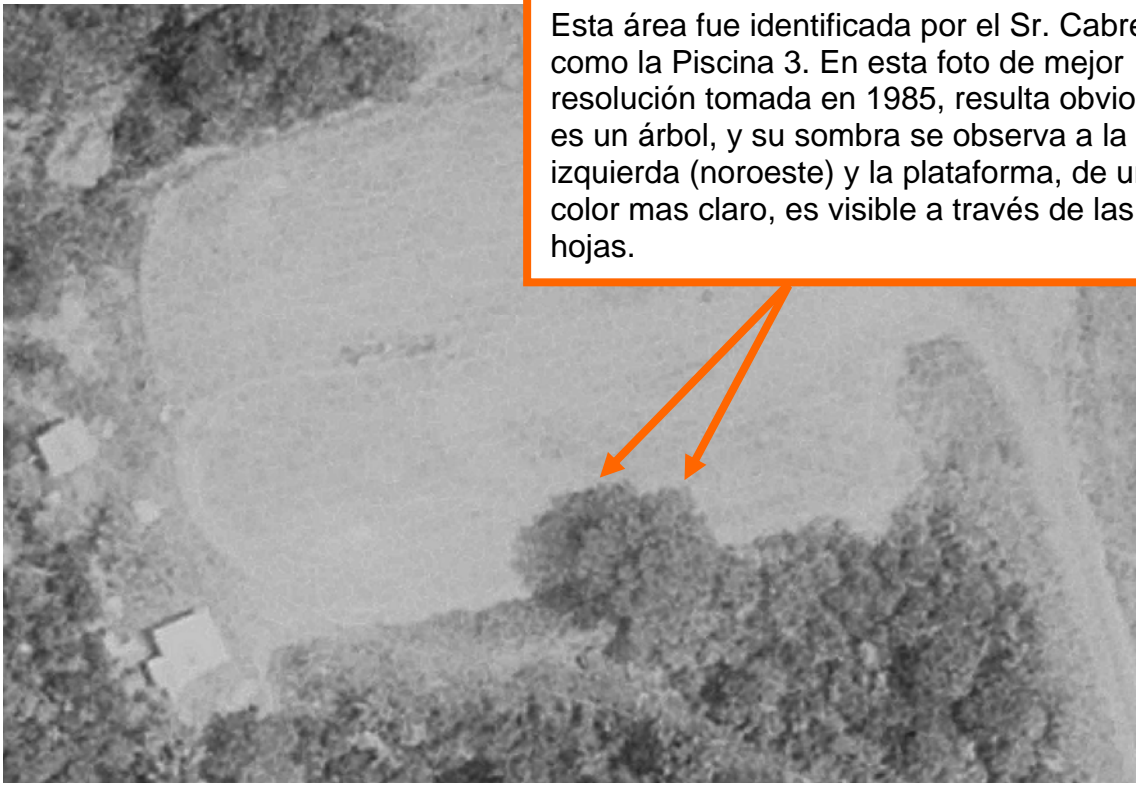 Esta área fue identificada por el Sr. Cabre
como la Piscina 3. En esta foto de mejor
resolución tomada en 1985, resulta obvio
es un árbol, y su sombra se observa a la
izquierda (noroeste) y la plataforma, de un
color mas claro, es visible a través de las
hojas.